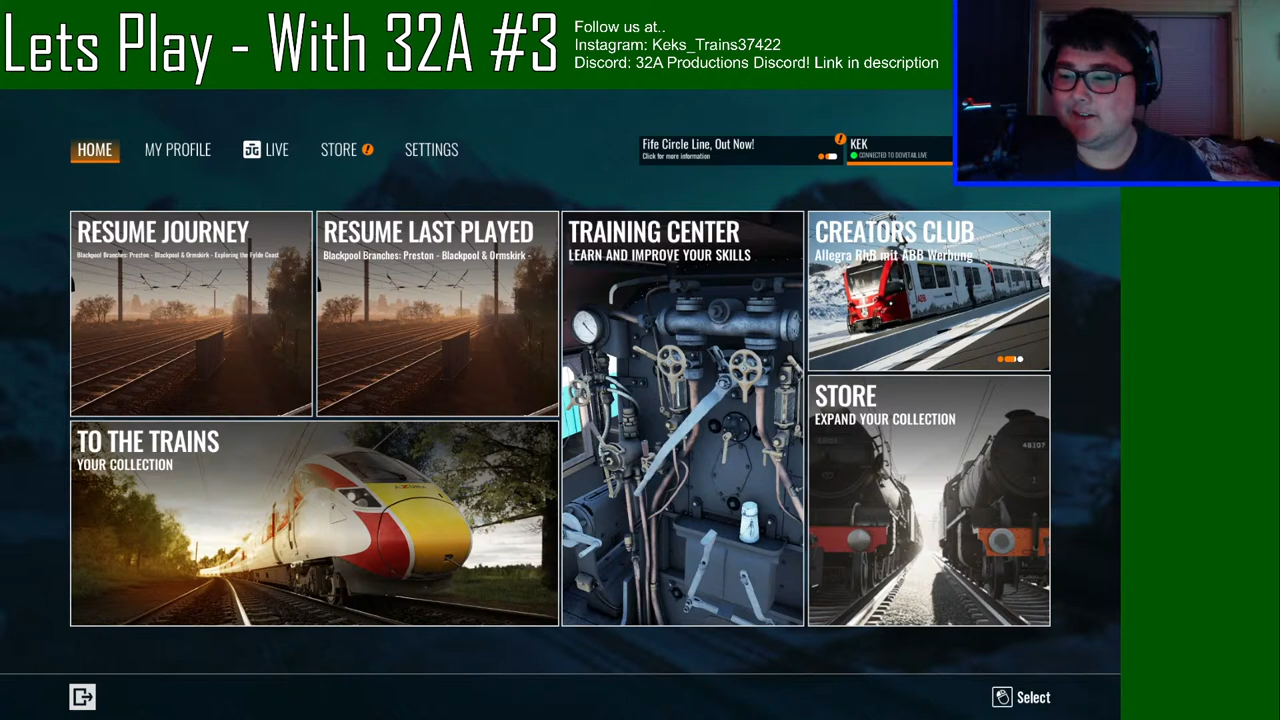 Lets Play - With 32A #3
Follow us at..
Instagram: Keks_Trains37422
Discord: 32A Productions Discord! Link in description
HOME
MY PROFILE
LIVE
STORE
SETTINGS
Fife Circle Line, Out Now!
Click for more information
KEK
CONNECTED TO DOVETAIL LIVE
RESUME JOURNEY
Blackpool Branches: Preston - Blackpool & Ormskirk - Exploring the Fylde Coast
RESUME LAST PLAYED
Blackpool Branches: Preston - Blackpool & Ormskirk -
TRAINING CENTER
LEARN AND IMPROVE YOUR SKILLS
CREATORS CLUB
Allegra RhB mit ABB Werbung
TO THE TRAINS
YOUR COLLECTION
AZUMA
STORE
EXPAND YOUR COLLECTION
48107
Select